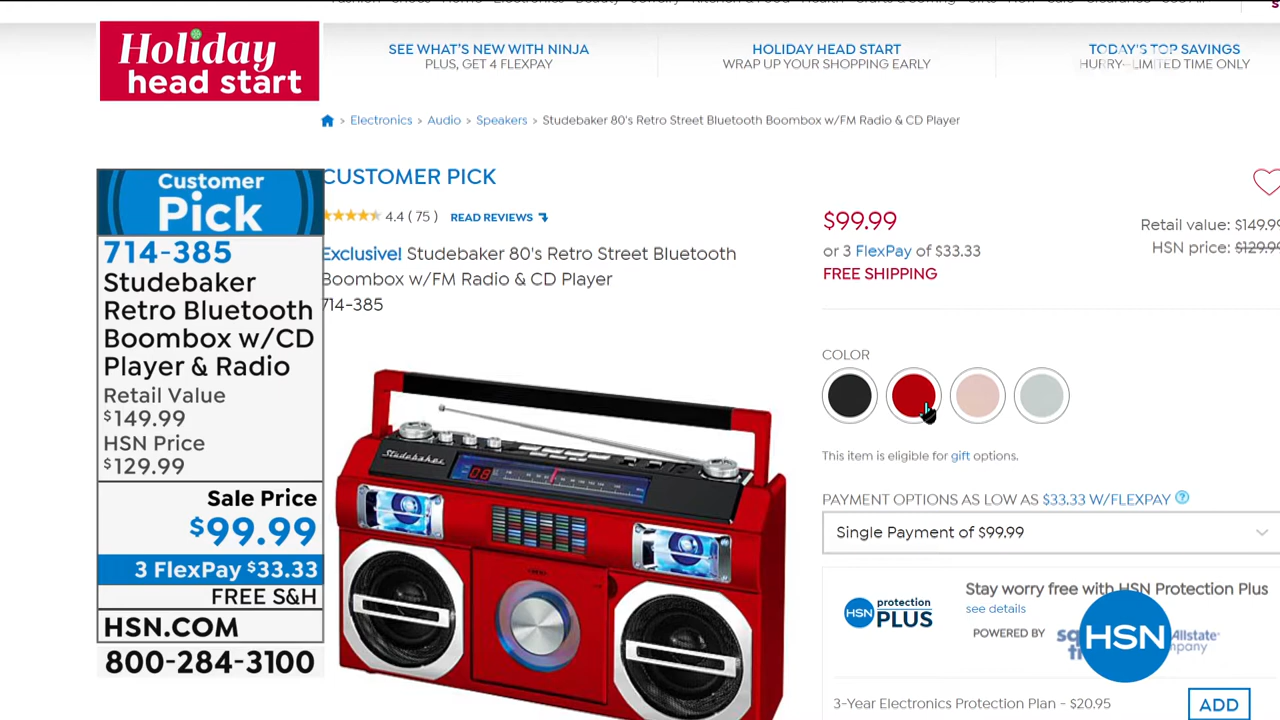 Holiday
head start
SEE WHAT'S NEW WITH NINJA
PLUS, GET 4 FLEXPAY
HOLIDAY HEAD START
WRAP UP YOUR SHOPPING EARLY
TODAY'S TOP SAVINGS
HURRY–LIMITED TIME ONLY
> Electronics > Audio > Speakers > Studebaker 80's Retro Street Bluetooth Boombox w/FM Radio & CD Player
Customer
Pick
714-385
Studebaker
Retro Bluetooth
Boombox w/CD
Player & Radio
Retail Value
$149.99
HSN Price
$129.99
Sale Price
$99.99
3 FlexPay $33.33
FREE S&H
HSN.COM
800-284-3100
CUSTOMER PICK
4.4 ( 75 ) READ REVIEWS
Exclusive! Studebaker 80's Retro Street Bluetooth
Boombox w/FM Radio & CD Player
714-385
Studebaker
08
$99.99
or 3 FlexPay of $33.33
FREE SHIPPING
Retail value: $149.99
HSN price: $129.99
COLOR
This item is eligible for gift options.
PAYMENT OPTIONS AS LOW AS $33.33 W/FLEXPAY ?
Single Payment of $99.99
HSN protection
PLUS
Stay worry free with HSN Protection Plus
see details
POWERED BY
Allstate
HSN
3-Year Electronics Protection Plan - $20.95
ADD